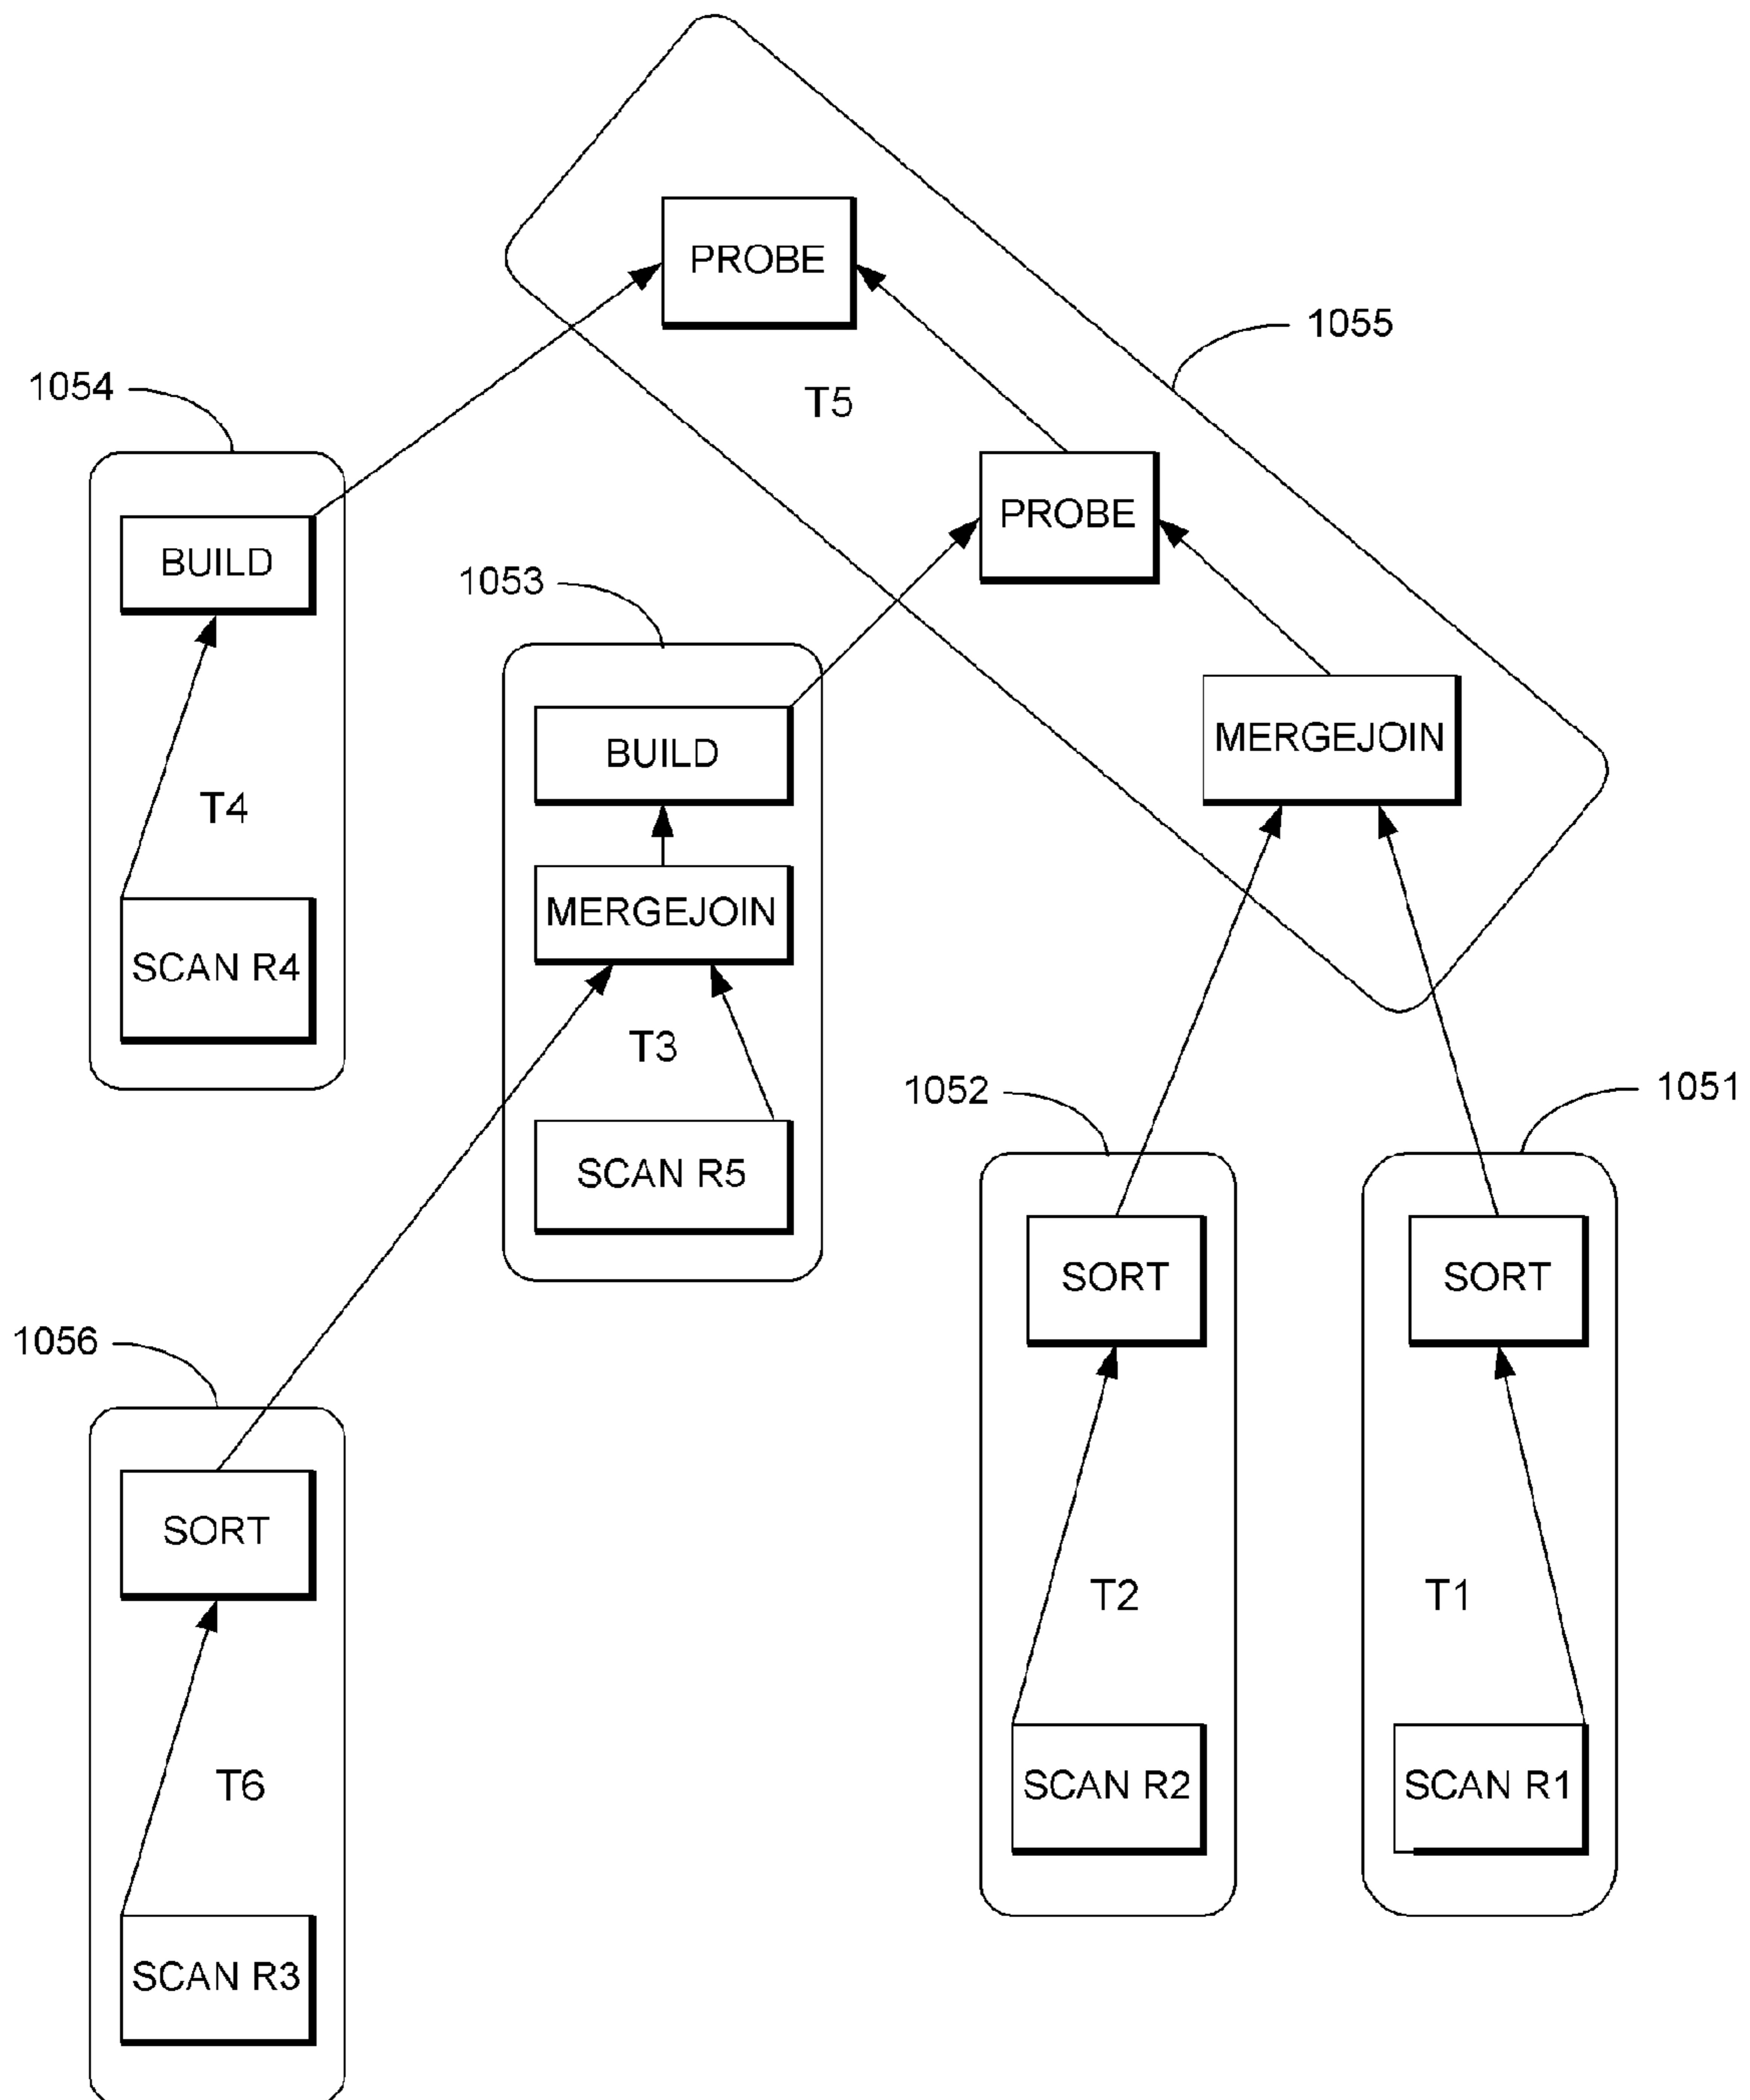 PROBE
1055
1054
T5
PROBE
BUILD
1053
MERGEJOIN
BUILD
T4
MERGEJOIN
SCAN R4
T3
1052
1051
SCAN R5
SORT
SORT
1056
SORT
T2
T1
T6
SCAN R2
SCAN R1
SCAN R3